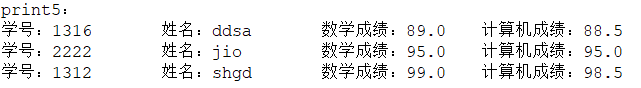 print5:
学号：1316 姓名：ddsa 数学成绩：89.0 计算机成绩：88.5
学号：2222 姓名：jio 数学成绩：95.0 计算机成绩：95.0
学号：1312 姓名：shgd 数学成绩：99.0 计算机成绩：98.5